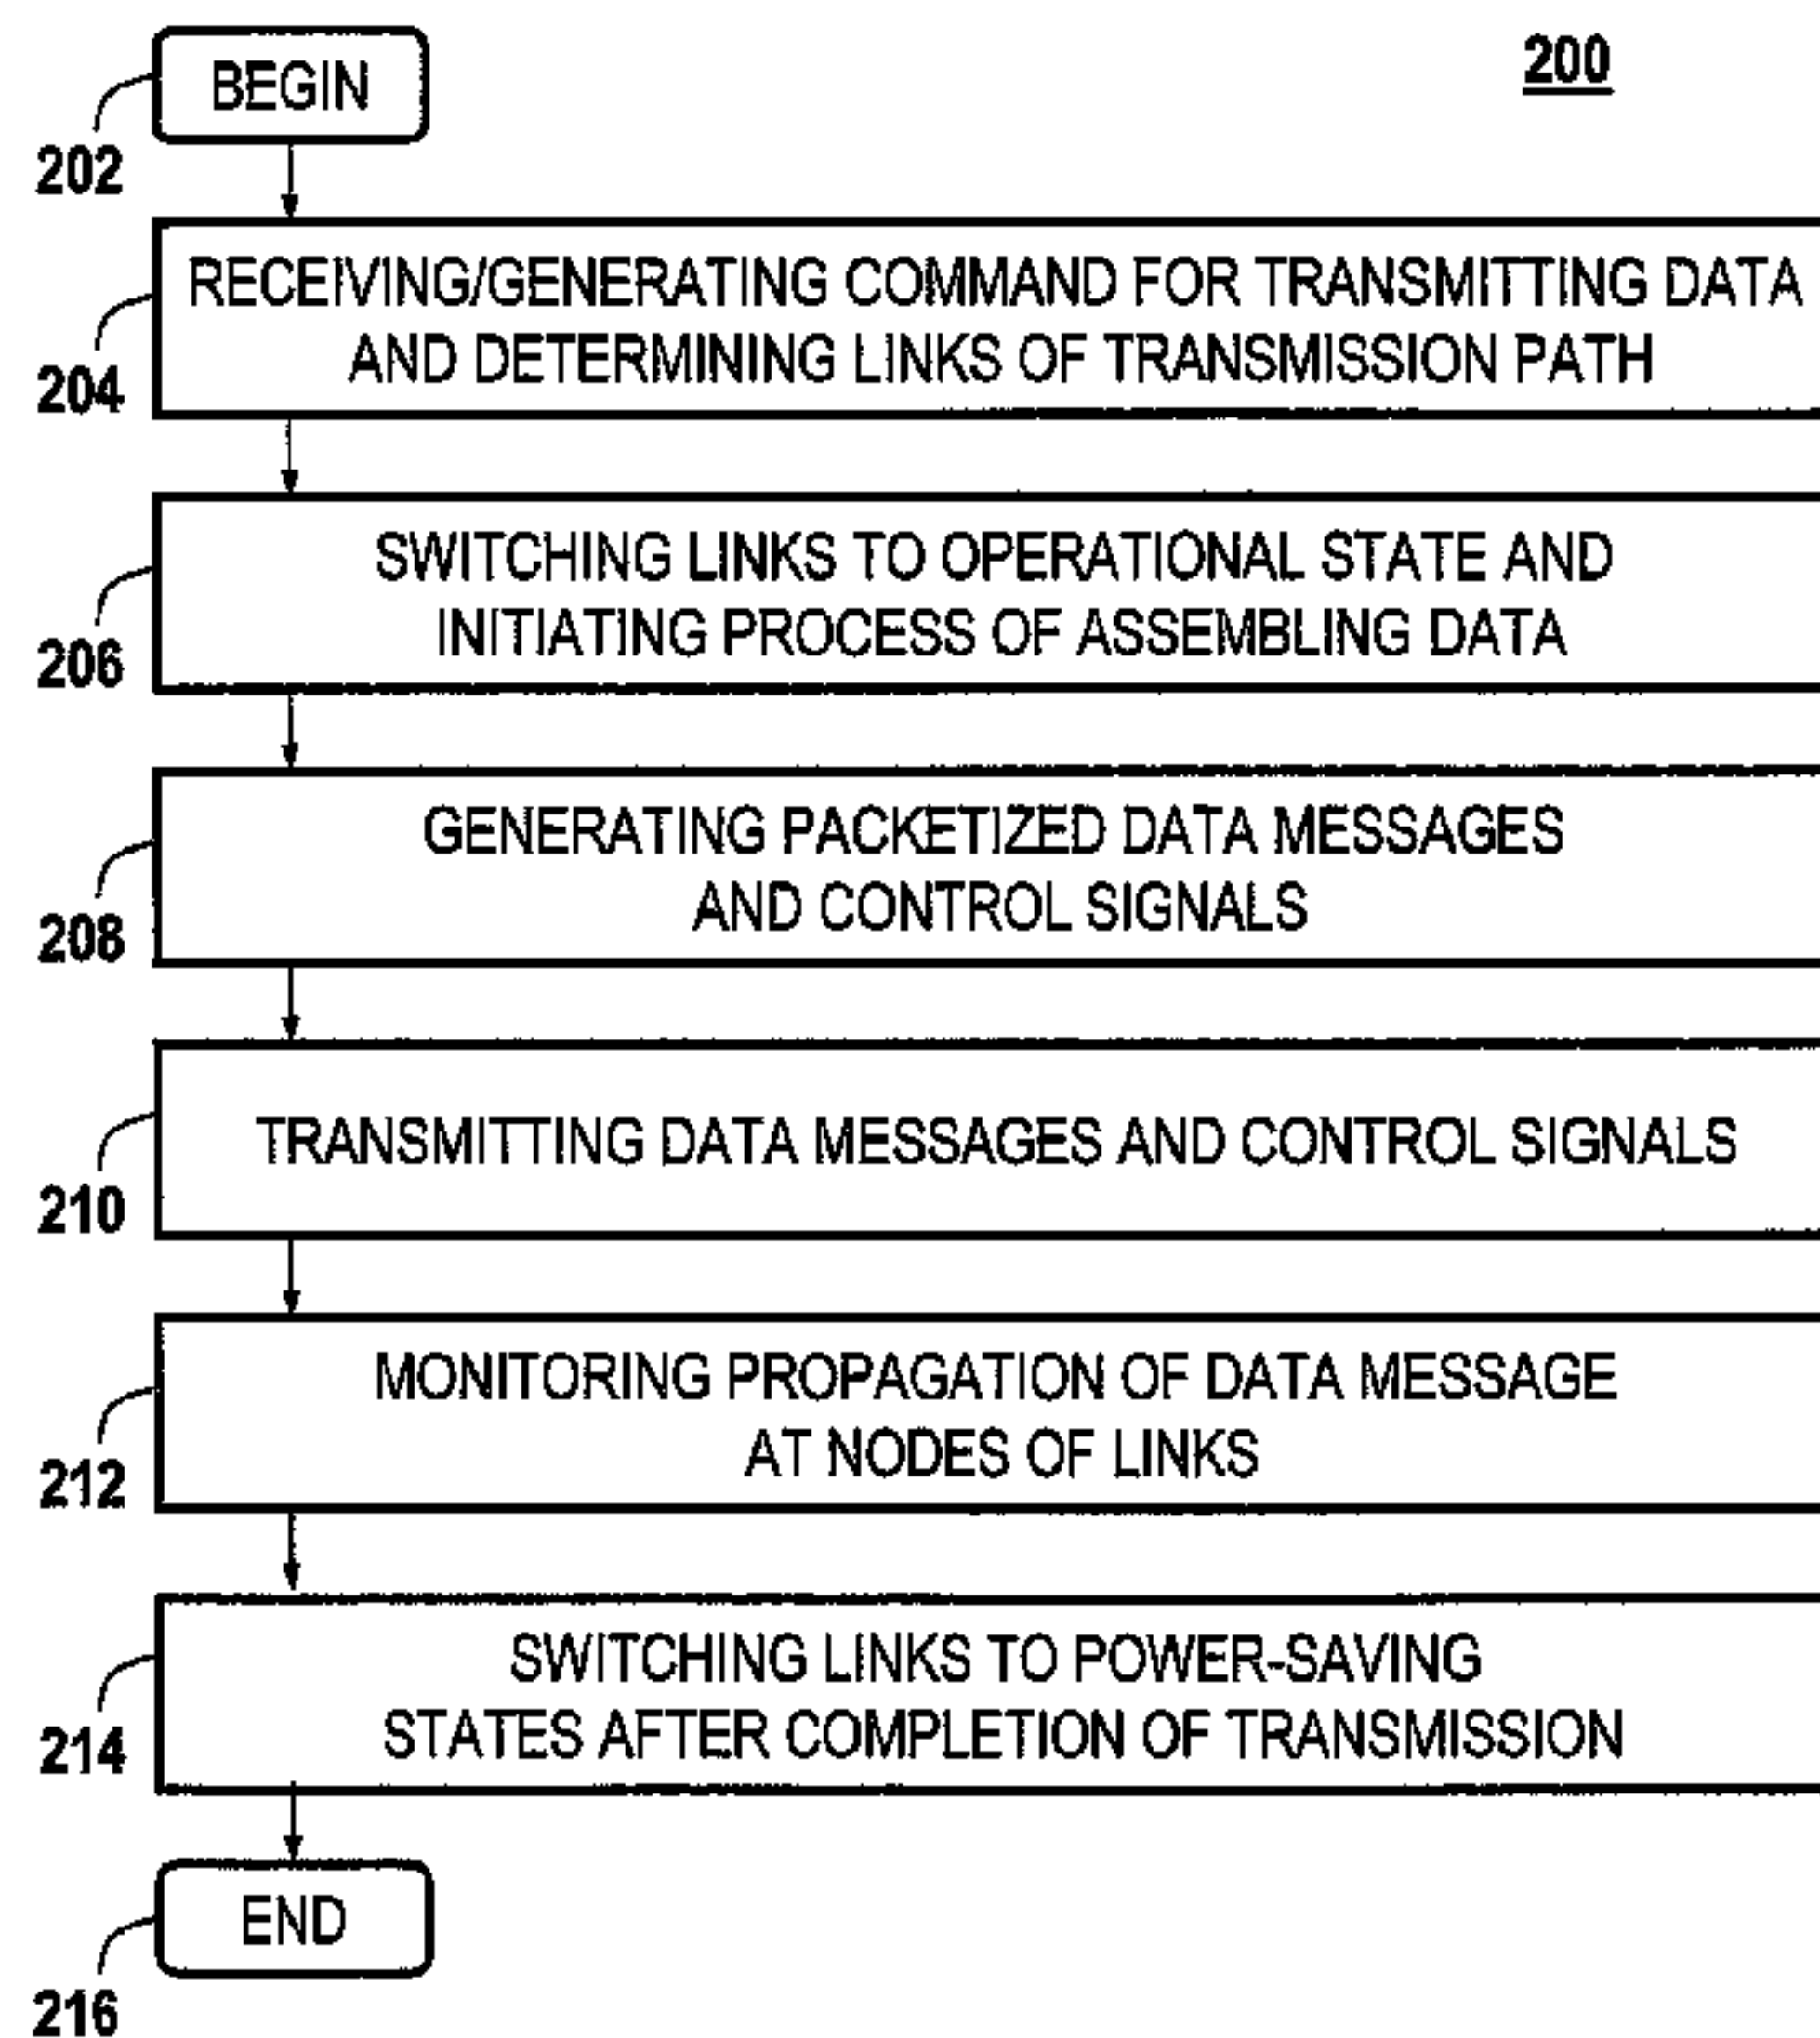 200
BEGIN
202
RECEIVING/GENERATING COMMAND FOR TRANSMITTING DATA
AND DETERMINING LINKS OF TRANSMISSION PATH
204
SWITCHING LINKS TO OPERATIONAL STATE AND
INITIATING PROCESS OF ASSEMBLING DATA
206
GENERATING PACKETIZED DATA MESSAGES
AND CONTROL SIGNALS
208
TRANSMITTING DATA MESSAGES AND CONTROL SIGNALS
210
MONITORING PROPAGATION OF DATA MESSAGE
AT NODES OF LINKS
212
SWITCHING LINKS TO POWER-SAVING
STATES AFTER COMPLETION OF TRANSMISSION
214
END
216